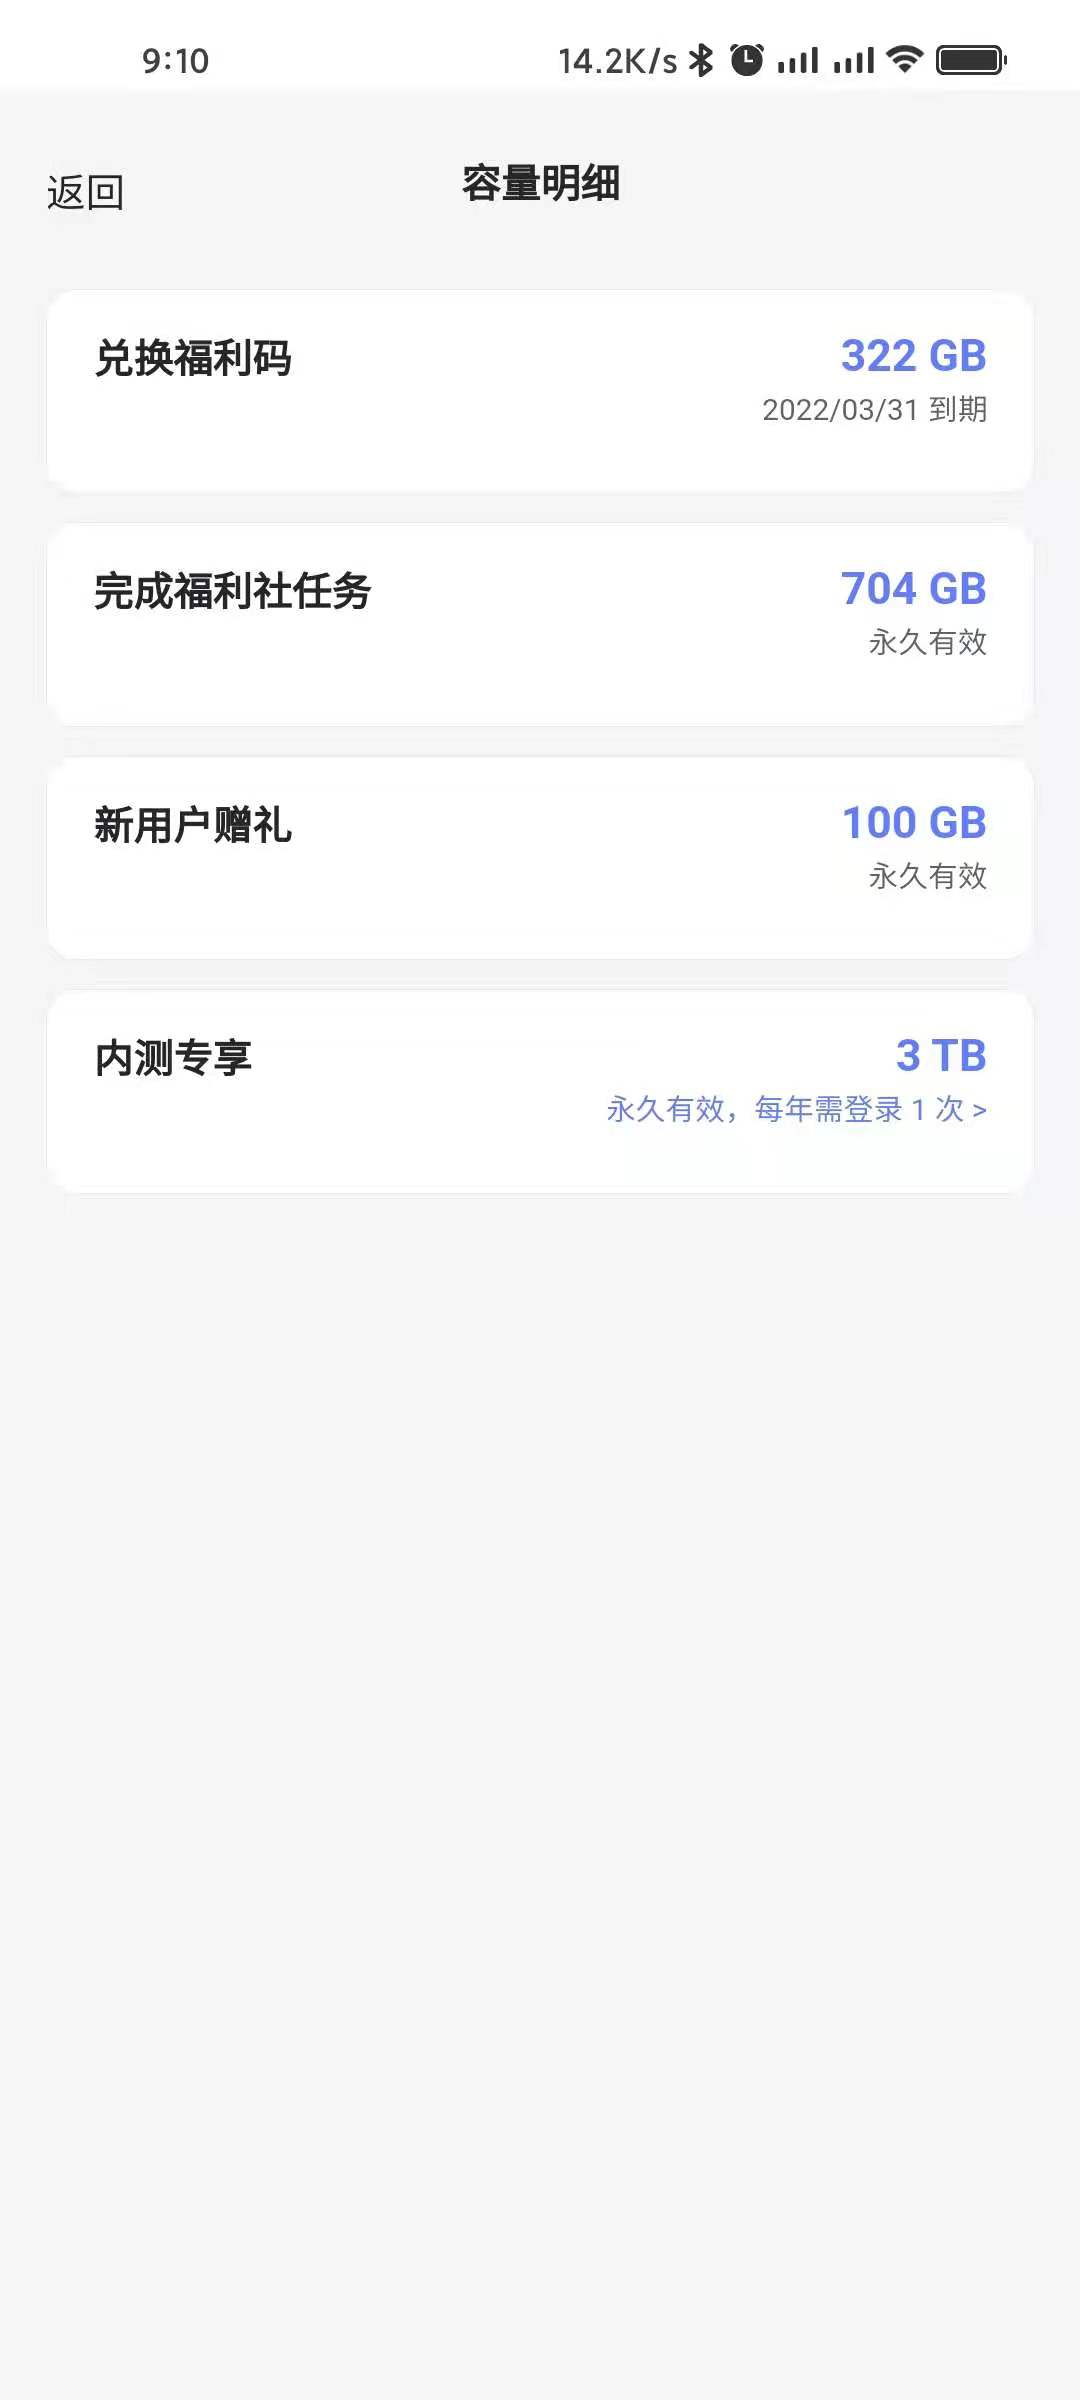 9:10
14.2K/s
返回
容量明细
兑换福利码
322 GB
2022/03/31 到期
完成福利社任务
704 GB
永久有效
新用户赠礼
100 GB
永久有效
内测专享
3 TB
永久有效，每年需登录 1 次 >